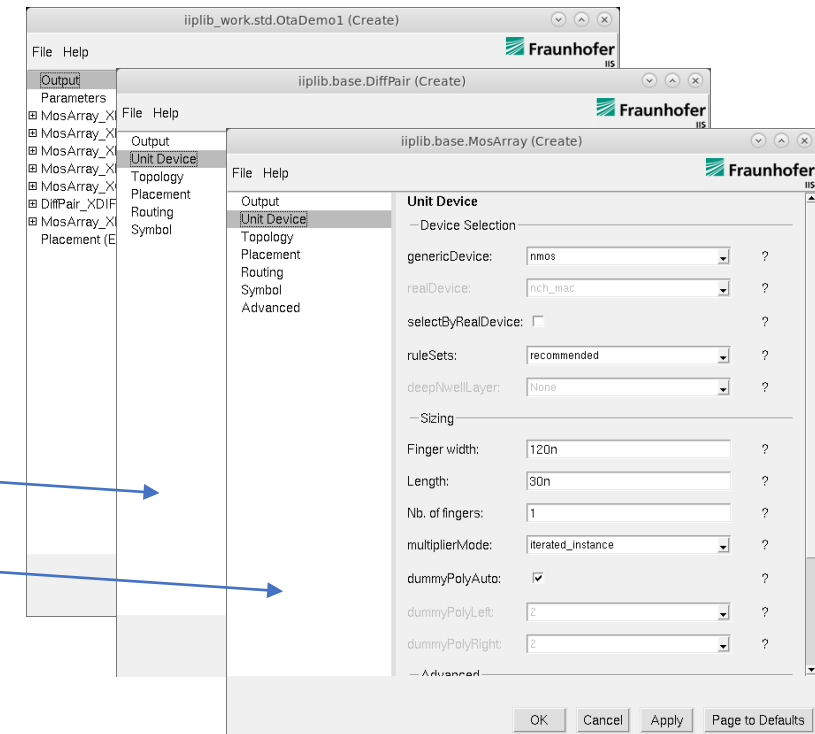 iiplib_work.std.OtaDemo1 (Create)
File Help
Fraunhofer
IIS
Output
Parameters
MosArray_X
MosArray_X
MosArray_X
MosArray_X
MosArray_X
DiffPair_XDIF
MosArray_X
Placement (E
iiplib.base.DiffPair (Create)
File Help
Fraunhofer
IIS
Output
Unit Device
Topology
Placement
Routing
Symbol
iiplib.base.MosArray (Create)
File Help
Fraunhofer
IIS
Output
Unit Device
Topology
Placement
Routing
Symbol
Advanced
Unit Device
Device Selection
genericDevice: nmos ?
realDevice: nch_mac ?
selectByRealDevice: ?
ruleSets: recommended ?
deepNwellLayer: None ?
Sizing
Finger width: 120n ?
Length: 30n ?
Nb. of fingers: 1 ?
multiplierMode: iterated_instance ?
dummyPolyAuto: ?
dummyPolyLeft: 2 ?
dummyPolyRight: 2 ?
Advanced
OK Cancel Apply Page to Defaults